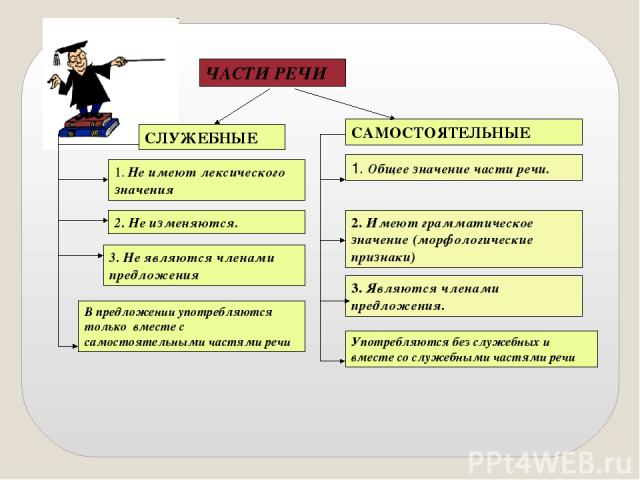 ЧАСТИ РЕЧИ
СЛУЖЕБНЫЕ
1. Не имеют лексического
значения
2. Не изменяются.
3. Не являются членами
предложения
В предложении употребляются
только вместе с
самостоятельными частями речи
САМОСТОЯТЕЛЬНЫЕ
1. Общее значение части речи.
2. Имеют грамматическое
значение (морфологические
признаки)
3. Являются членами
предложения.
Употребляются без служебных и
вместе со служебными частями речи
PPt4WEB.ru